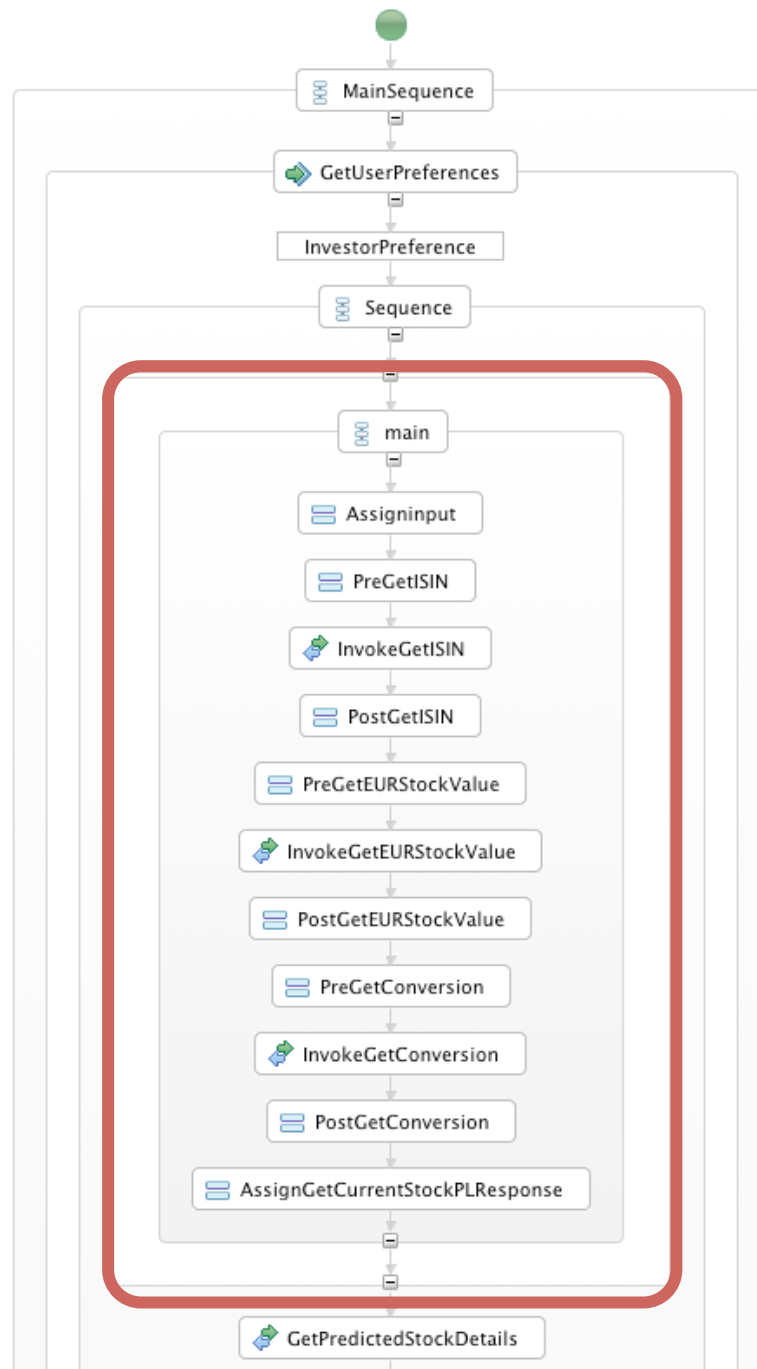 MainSequence
GetUserPreferences
InvestorPreference
Sequence
main
Assigninput
PreGetISIN
InvokeGetISIN
PostGetISIN
PreGetEURStockValue
InvokeGetEURStockValue
PostGetEURStockValue
PreGetConversion
InvokeGetConversion
PostGetConversion
AssignGetCurrentStockPLResponse
GetPredictedStockDetails